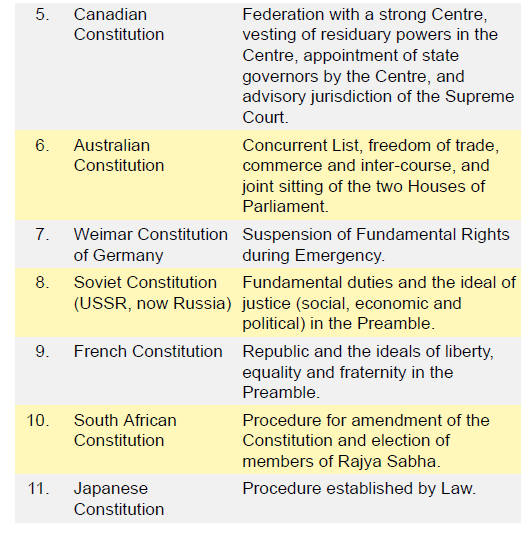 5. Canadian Constitution Federation with a strong Centre,
vesting of residuary powers in the
Centre, appointment of state
governors by the Centre, and
advisory jurisdiction of the Supreme
Court.
6. Australian Constitution Concurrent List, freedom of trade,
commerce and inter-course, and
joint sitting of the two Houses of
Parliament.
7. Weimar Constitution of Germany Suspension of Fundamental Rights
during Emergency.
8. Soviet Constitution (USSR, now Russia) Fundamental duties and the ideal of
justice (social, economic and
political) in the Preamble.
9. French Constitution Republic and the ideals of liberty,
equality and fraternity in the
Preamble.
10. South African Constitution Procedure for amendment of the
Constitution and election of
members of Rajya Sabha.
11. Japanese Constitution Procedure established by Law.